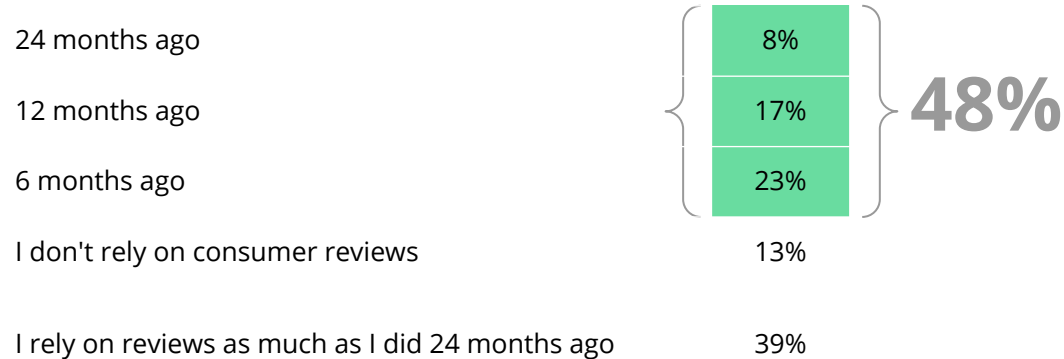 24 months ago 8%
12 months ago 17% 48%
6 months ago 23%
I don't rely on consumer reviews 13%
I rely on reviews as much as I did 24 months ago 39%